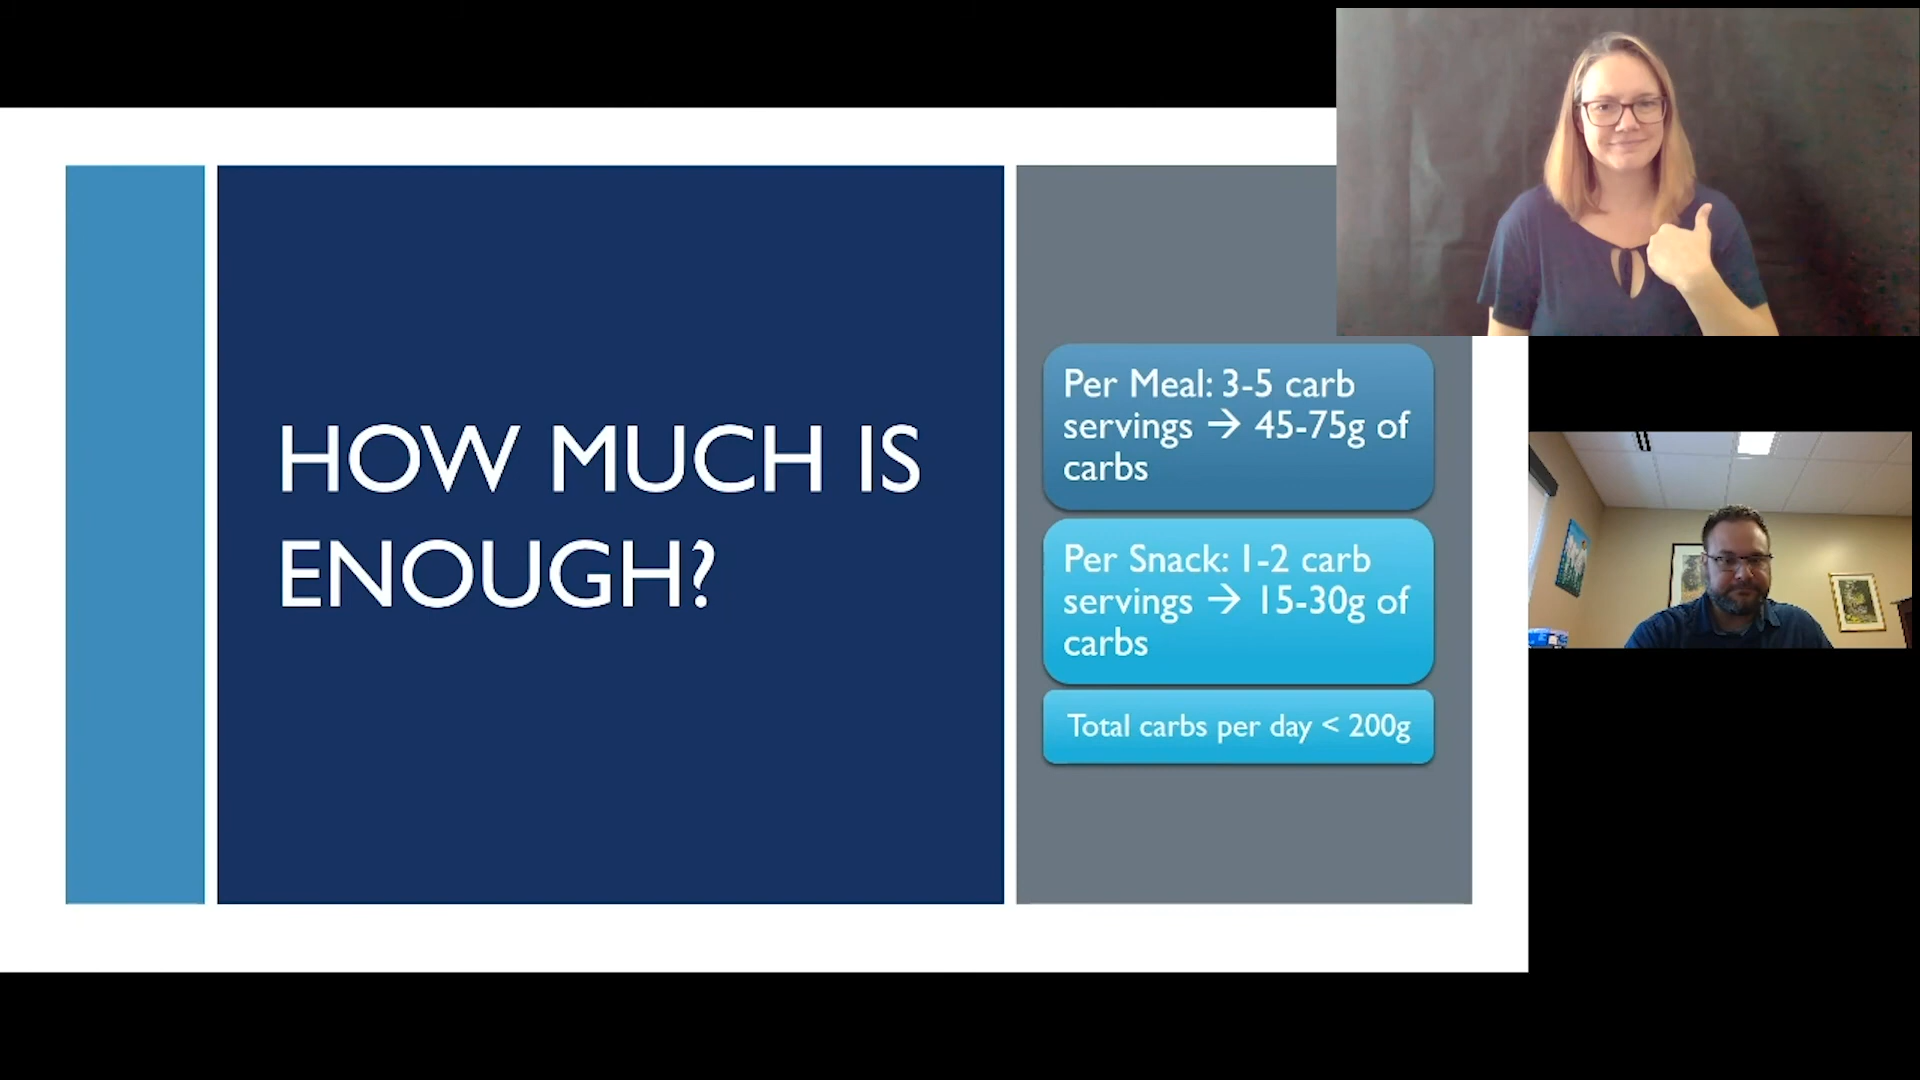 HOW MUCH IS
ENOUGH?
Per Meal: 3-5 carb
servings → 45-75g of
carbs
Per Snack: 1-2 carb
servings → 15-30g of
carbs
Total carbs per day < 200g